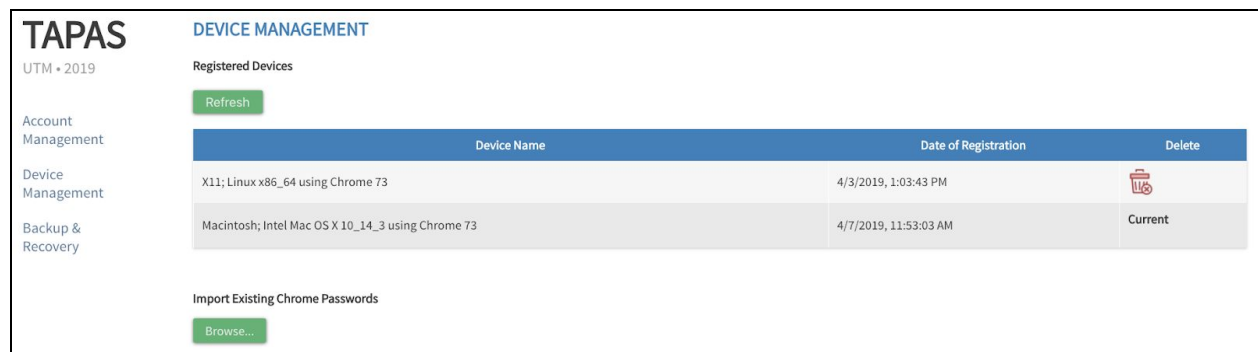 TAPAS
UTM • 2019
Account
Management
Device
Management
Backup &
Recovery
DEVICE MANAGEMENT
Registered Devices
Refresh
Device Name Date of Registration Delete
X11; Linux x86_64 using Chrome 73 4/3/2019, 1:03:43 PM
Macintosh; Intel Mac OS X 10_14_3 using Chrome 73 4/7/2019, 11:53:03 AM Current
Import Existing Chrome Passwords
Browse...